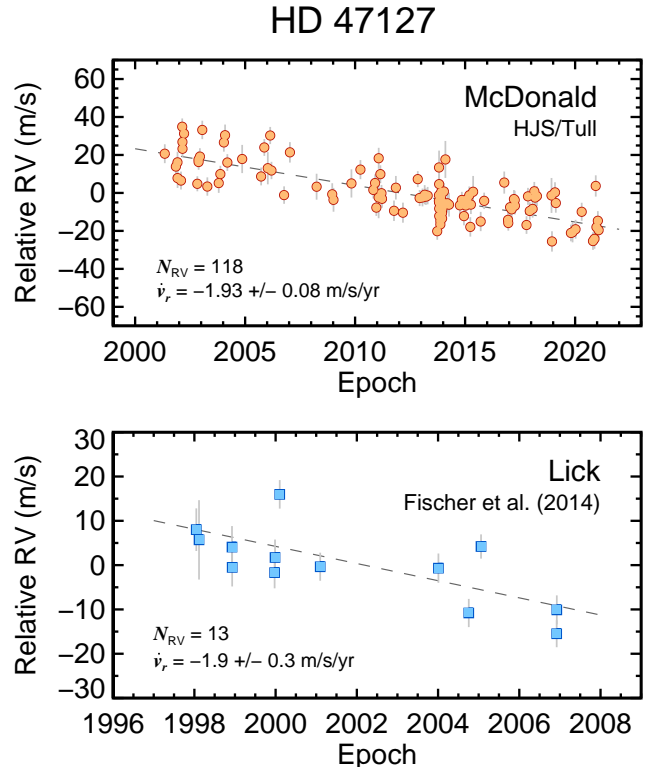 HD 47127
Relative RV (m/s)
60
40
20
0
−20
−40
−60
McDonald
HJS/Tull
N_RV = 118
v̇_r = −1.93 +/− 0.08 m/s/yr
2000 2005 2010 2015 2020
Epoch
Relative RV (m/s)
30
20
10
0
−10
−20
−30
Lick
Fischer et al. (2014)
N_RV = 13
v̇_r = −1.9 +/− 0.3 m/s/yr
1996 1998 2000 2002 2004 2006 2008
Epoch